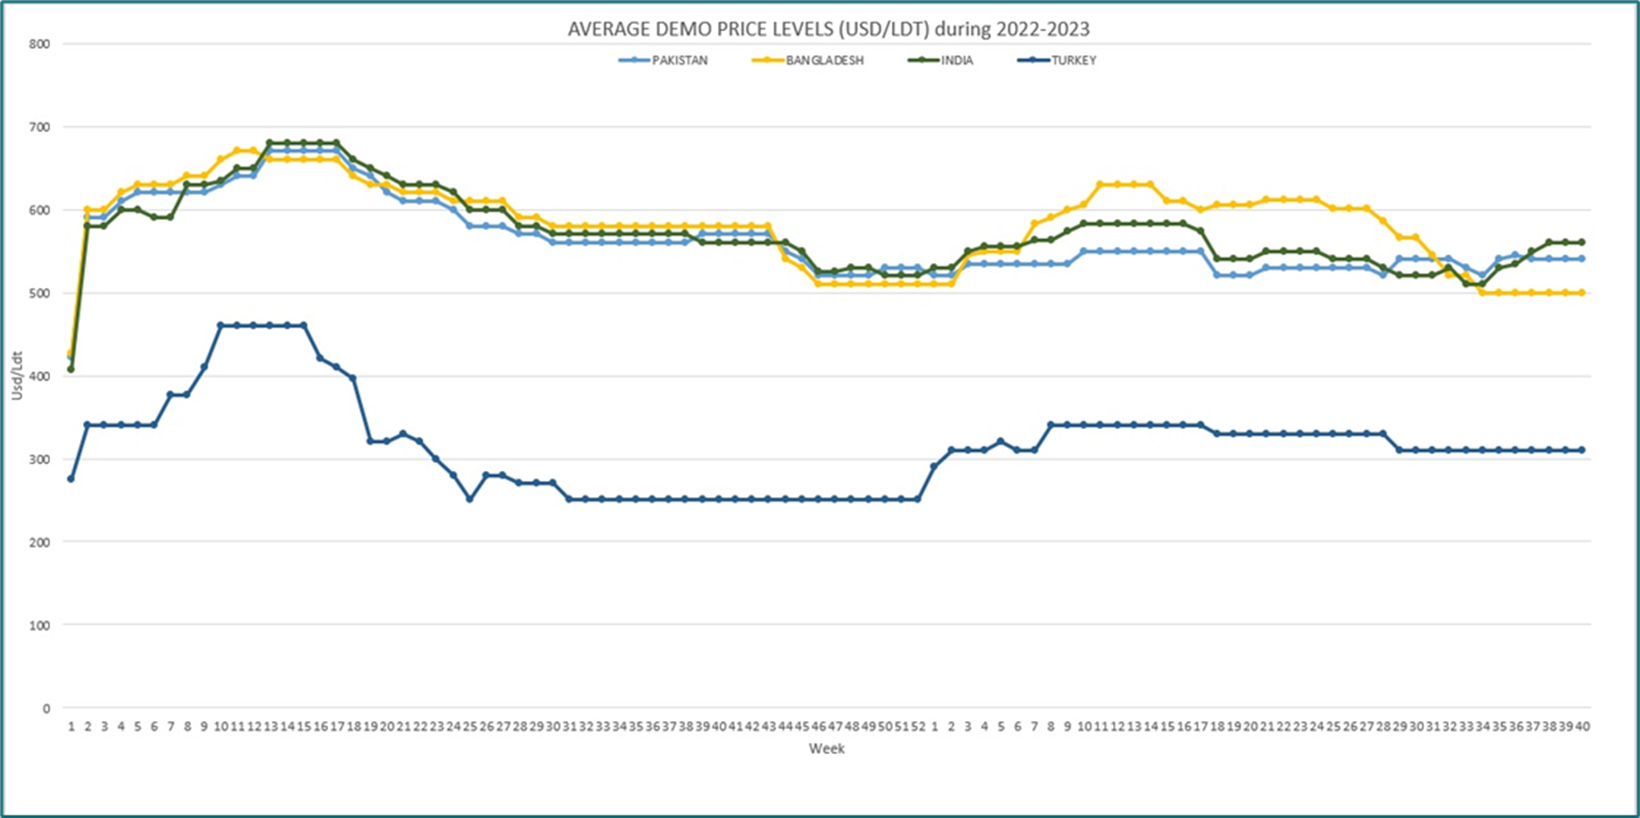 AVERAGE DEMO PRICE LEVELS (USD/LDT) during 2022-2023
PAKISTAN BANGLADESH INDIA TURKEY
800
700
600
500
400
300
200
100
0
Usd/Ldt
1 2 3 4 5 6 7 8 9 10 11 12 13 14 15 16 17 18 19 20 21 22 23 24 25 26 27 28 29 30 31 32 33 34 35 36 37 38 39 40 41 42 43 44 45 46 47 48 49 50 51 52 1 2 3 4 5 6 7 8 9 10 11 12 13 14 15 16 17 18 19 20 21 22 23 24 25 26 27 28 29 30 31 32 33 34 35 36 37 38 39 40
Week